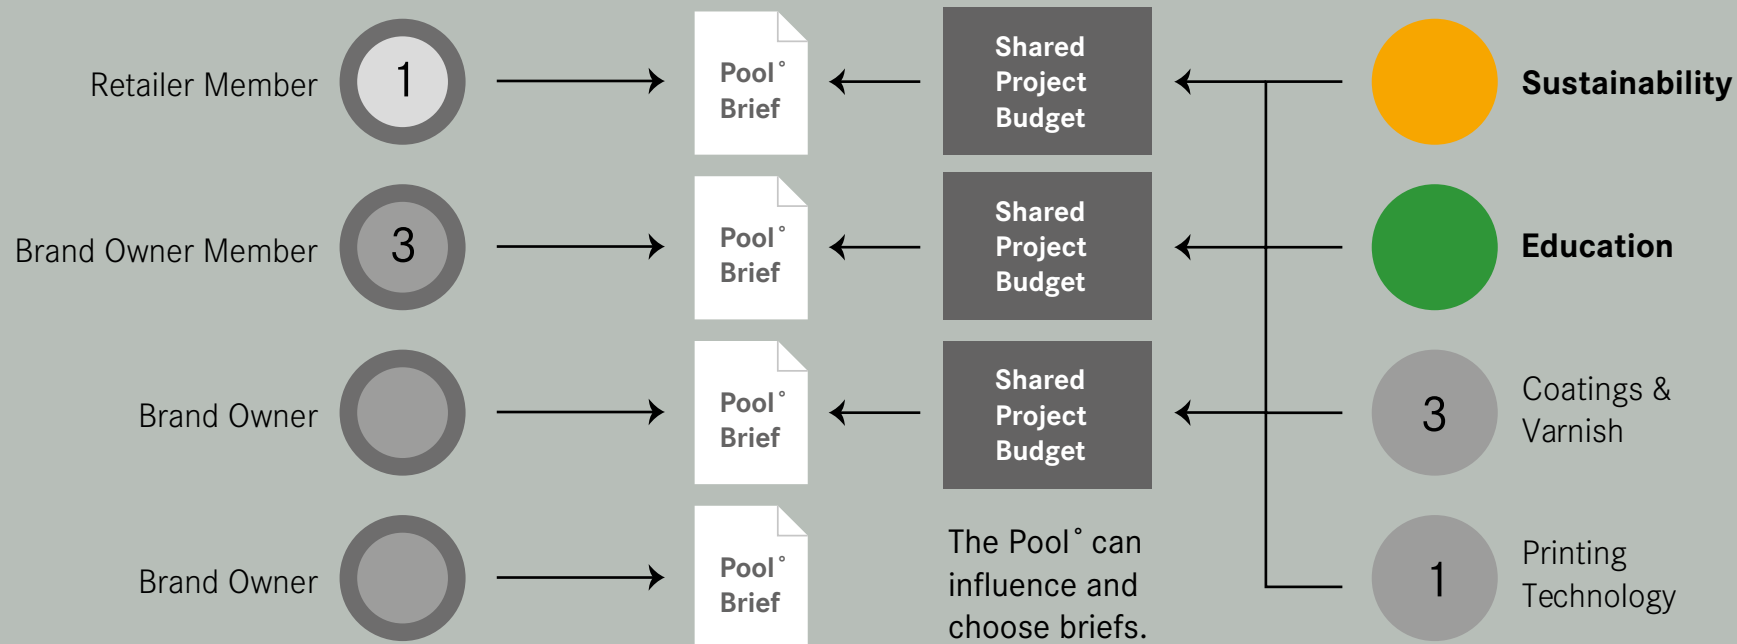 Retailer Member
1
Pool°
Brief
Shared
Project
Budget
Sustainability
Brand Owner Member
3
Pool°
Brief
Shared
Project
Budget
Education
Brand Owner
Pool°
Brief
Shared
Project
Budget
3
Coatings &
Varnish
Brand Owner
Pool°
Brief
The Pool° can
influence and
choose briefs.
1
Printing
Technology